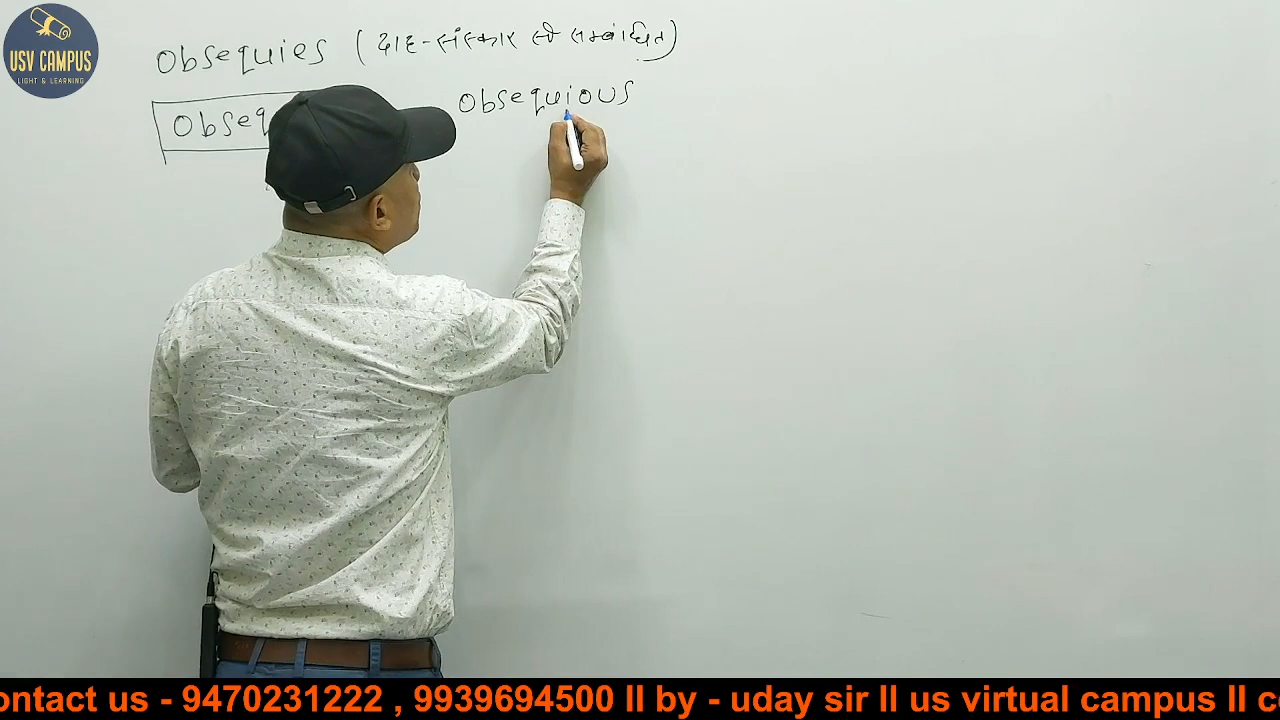 USV CAMPUS
LIGHT & LEARNING
Obsequies (दाह-संस्कार से सम्बंधित)
Obsequious
ontact us - 9470231222 , 9939694500 II by - uday sir II us virtual campus II c